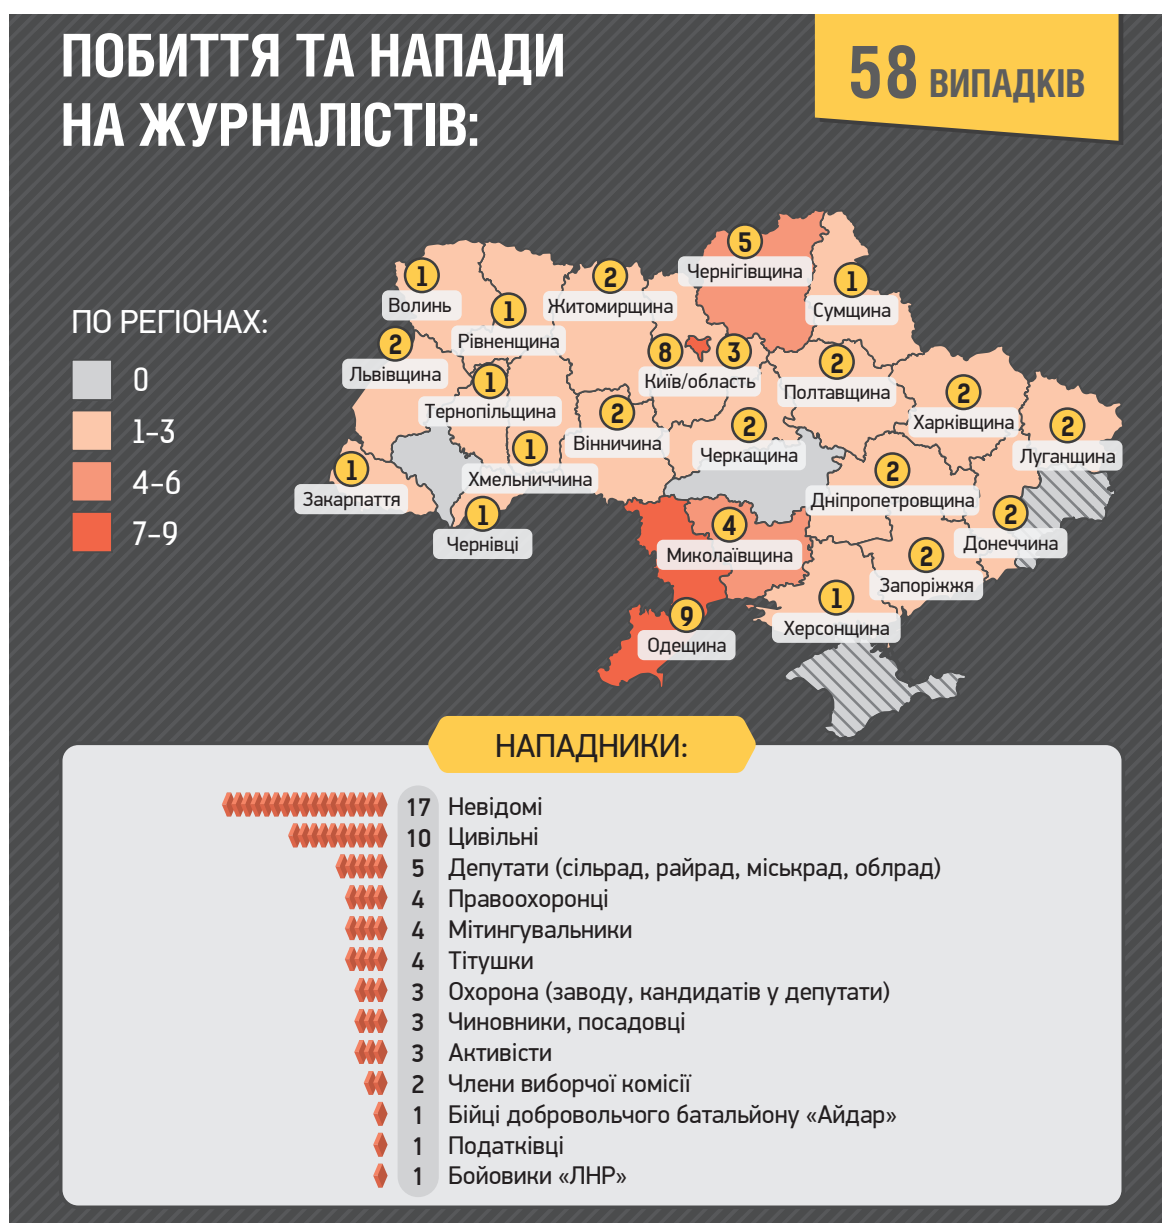 ПОБИТТЯ ТА НАПАДИ
НА ЖУРНАЛІСТІВ:
58 ВИПАДКІВ
ПО РЕГІОНАХ:
0
1–3
4–6
7–9
5
Чернігівщина
1
Волинь
2
Житомирщина
1
Сумщина
1
Рівненщина
2
Львівщина
8
3
Київ/область
2
Полтавщина
1
Тернопільщина
2
Харківщина
2
Вінничина
2
Черкащина
2
Луганщина
1
Хмельниччина
1
Закарпаття
2
Дніпропетровщина
1
Чернівці
4
Миколаївщина
2
Донеччина
2
Запоріжжя
1
Херсонщина
9
Одещина
НАПАДНИКИ:
17 Невідомі
10 Цивільні
5 Депутати (сільрад, райрад, міськрад, облрад)
4 Правоохоронці
4 Мітингувальники
4 Тітушки
3 Охорона (заводу, кандидатів у депутати)
3 Чиновники, посадовці
3 Активісти
2 Члени виборчої комісії
1 Бійці добровольчого батальйону «Айдар»
1 Податківці
1 Бойовики «ЛНР»